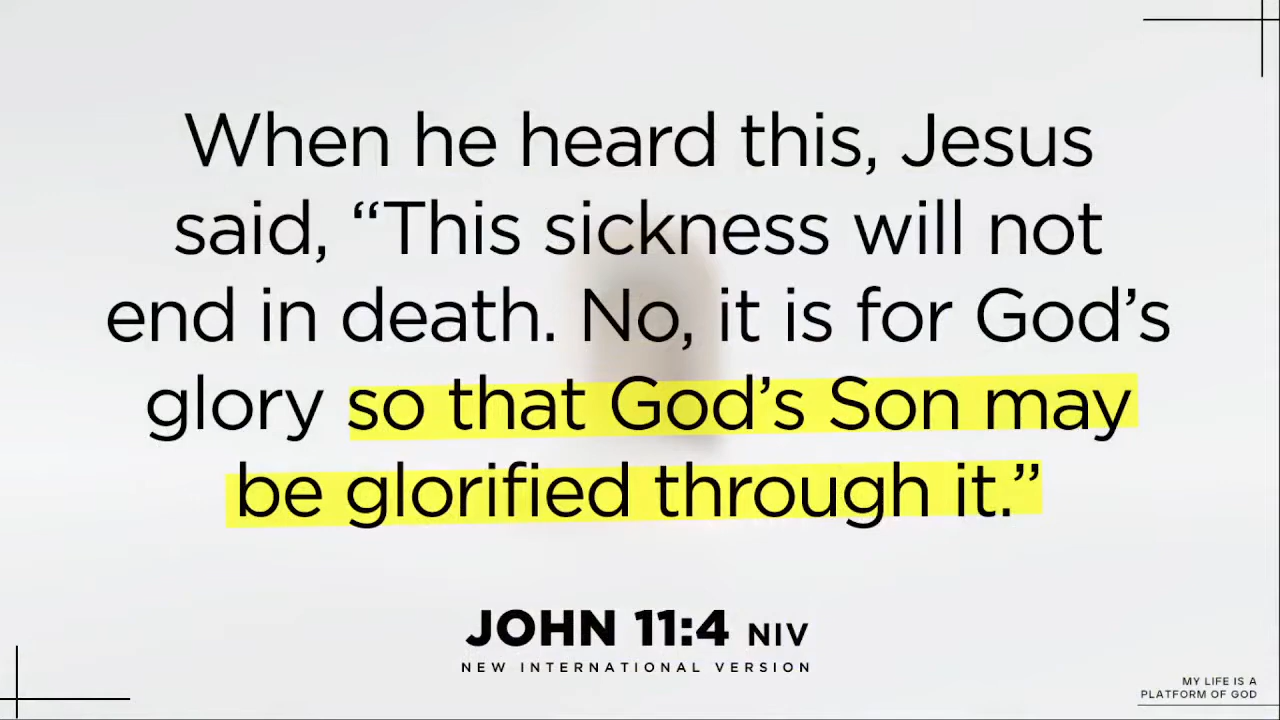 When he heard this, Jesus
said, “This sickness will not
end in death. No, it is for God’s
glory so that God’s Son may
be glorified through it.”
JOHN 11:4 NIV
NEW INTERNATIONAL VERSION
MY LIFE IS A
PLATFORM OF GOD